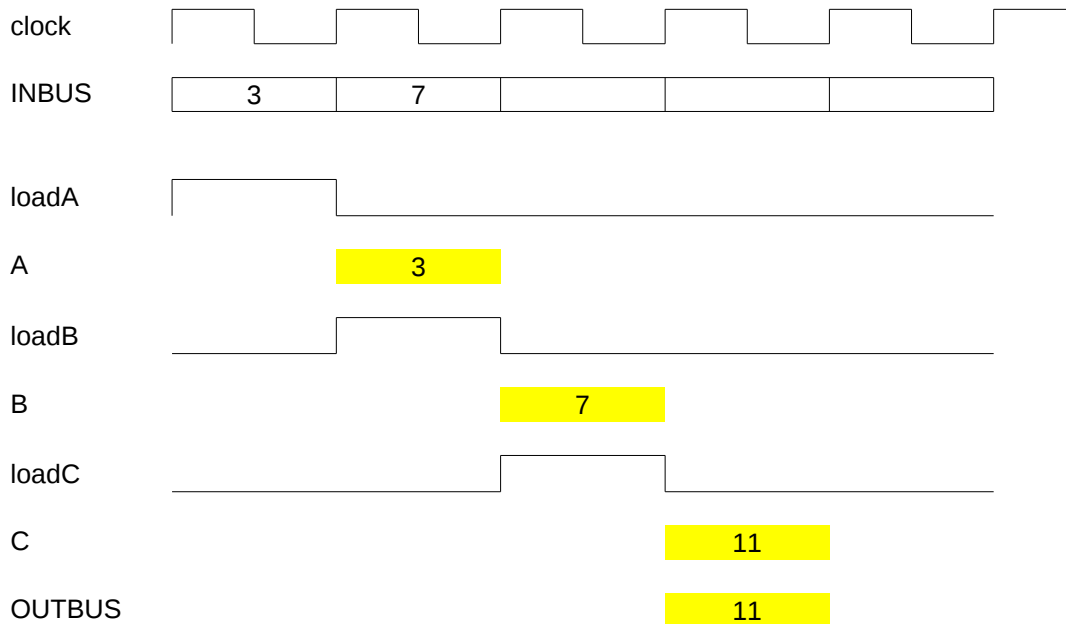 clock
INBUS 3 7
loadA
A 3
loadB
B 7
loadC
C 11
OUTBUS 11